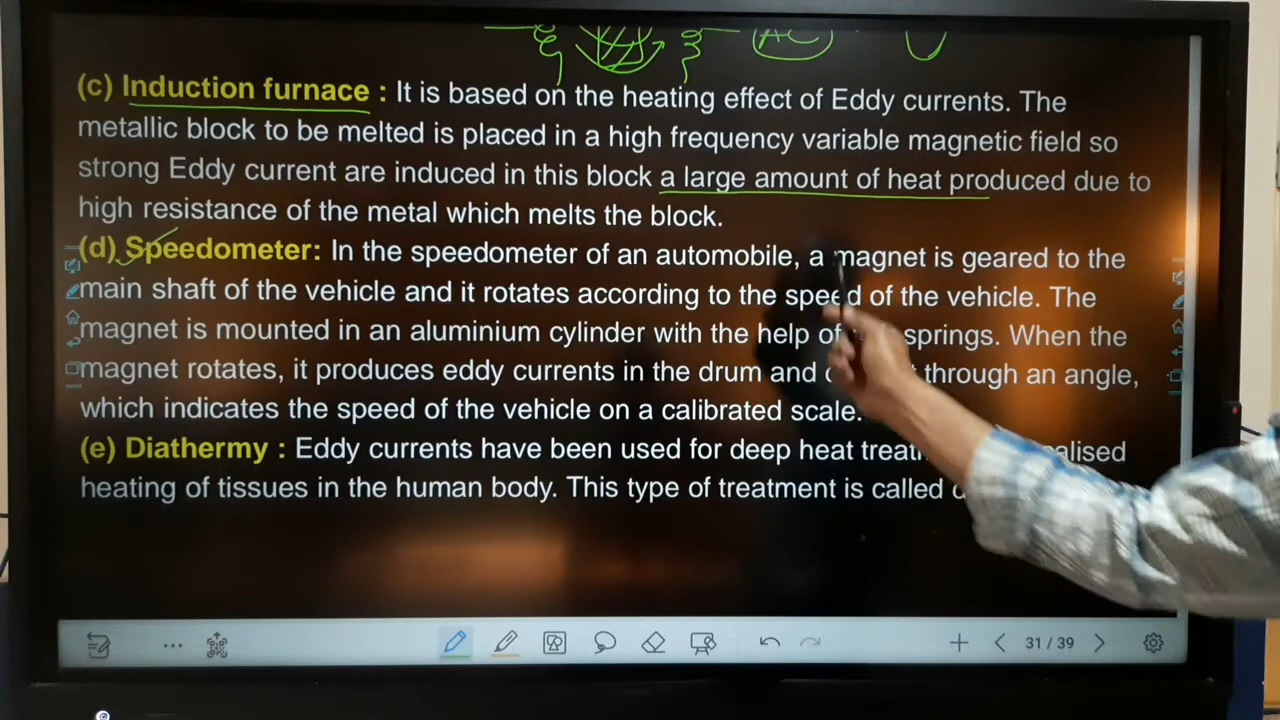 AC
(c) Induction furnace : It is based on the heating effect of Eddy currents. The
metallic block to be melted is placed in a high frequency variable magnetic field so
strong Eddy current are induced in this block a large amount of heat produced due to
high resistance of the metal which melts the block.
(d) Speedometer: In the speedometer of an automobile, a magnet is geared to the
main shaft of the vehicle and it rotates according to the speed of the vehicle. The
magnet is mounted in an aluminium cylinder with the help of springs. When the
magnet rotates, it produces eddy currents in the drum and through an angle,
which indicates the speed of the vehicle on a calibrated scale.
(e) Diathermy : Eddy currents have been used for deep heat
heating of tissues in the human body. This type of treatment is called
31 / 39